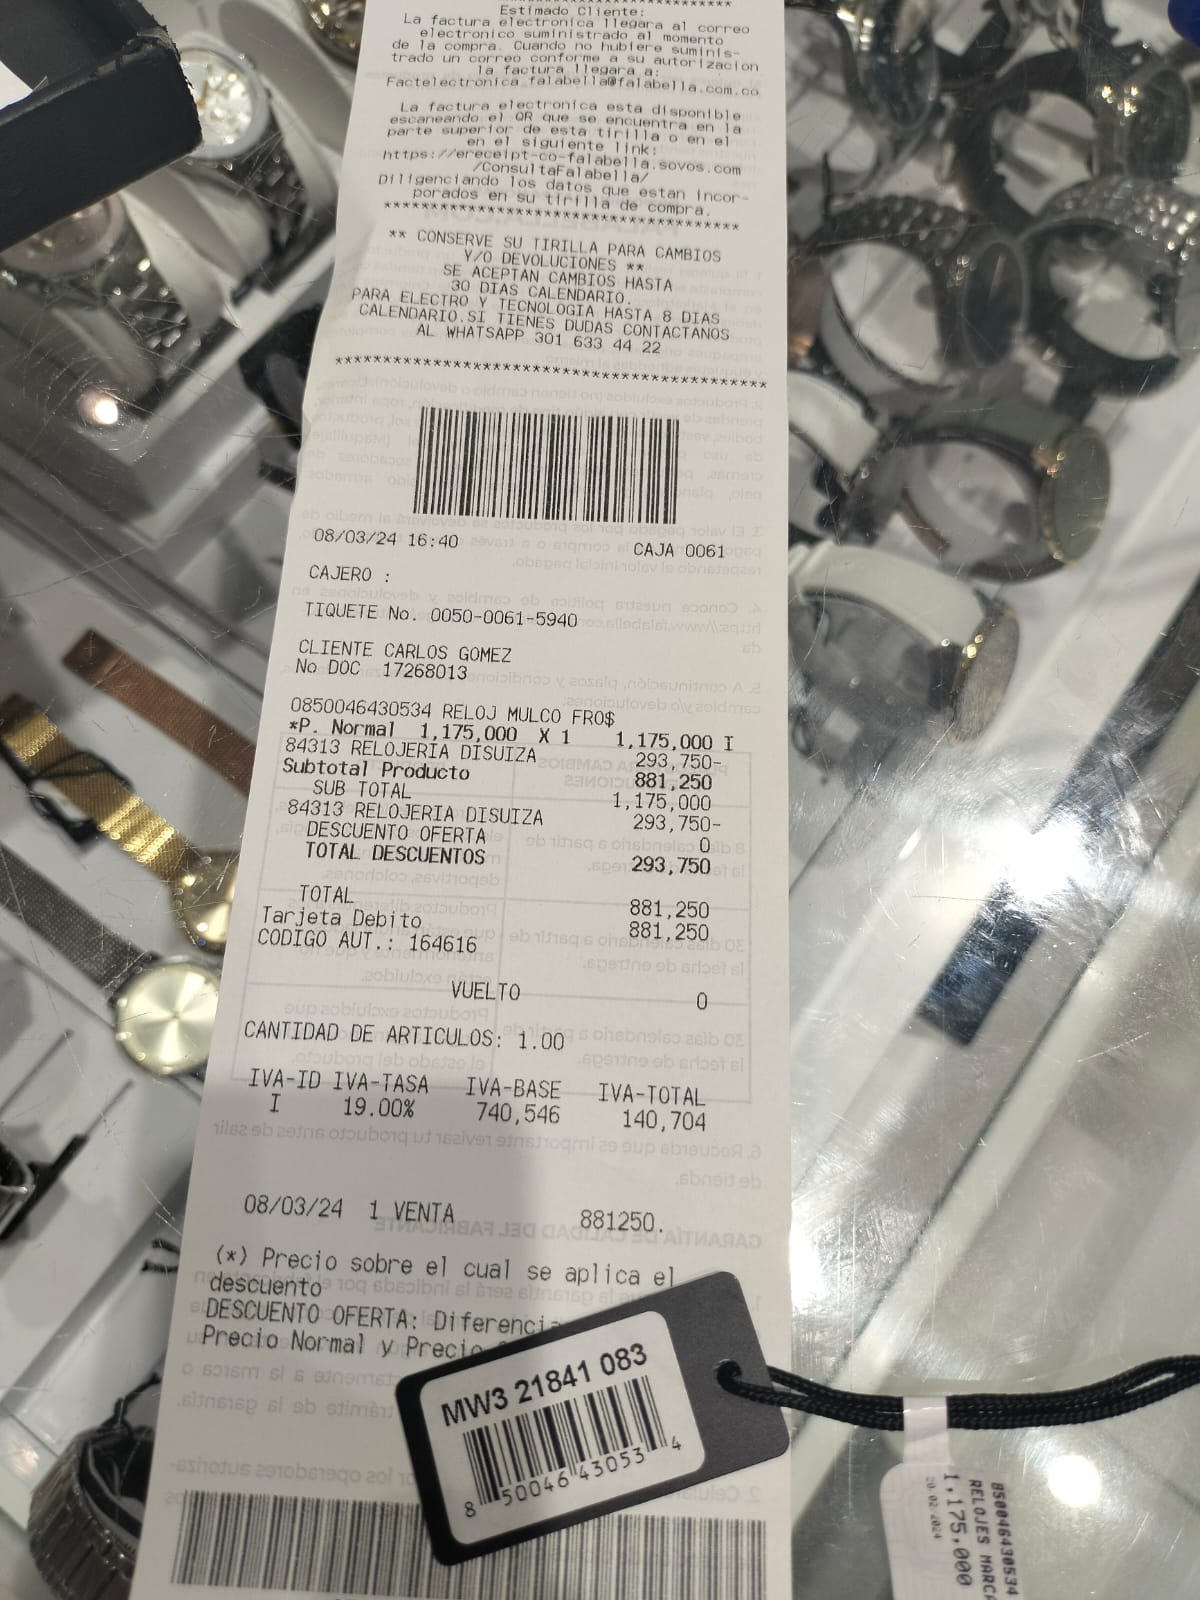 ****************************************
Estimado Cliente:
La factura electronica llegara al correo
electronico suministrado al momento
de la compra. Cuando no hubiere suminis-
trado un correo conforme a su autorizacion
la factura llegara a:
Factelectronica_falabella@falabella.com.co
La factura electronica esta disponible
escaneando el QR que se encuentra en la
parte superior de esta tirilla o en el
en el siguiente link:
https://ereceipt-co-falabella.sovos.com
/ConsultaFalabella/
Diligenciando los datos que estan incor-
porados en su tirilla de compra.
****************************************
** CONSERVE SU TIRILLA PARA CAMBIOS
Y/O DEVOLUCIONES **
SE ACEPTAN CAMBIOS HASTA
30 DIAS CALENDARIO.
PARA ELECTRO Y TECNOLOGIA HASTA 8 DIAS
CALENDARIO.SI TIENES DUDAS CONTACTANOS
AL WHATSAPP 301 633 44 22
********************************************
08/03/24 16:40 CAJA 0061
CAJERO :
TIQUETE No. 0050-0061-5940
CLIENTE CARLOS GOMEZ
No DOC 17268013
0850046430534 RELOJ MULCO FRO$
*P. Normal 1,175,000 X 1 1,175,000 I
84313 RELOJERIA DISUIZA 293,750-
Subtotal Producto 881,250
SUB TOTAL 1,175,000
84313 RELOJERIA DISUIZA 293,750-
DESCUENTO OFERTA 0
TOTAL DESCUENTOS 293,750
TOTAL 881,250
Tarjeta Debito 881,250
CODIGO AUT.: 164616
VUELTO 0
CANTIDAD DE ARTICULOS: 1.00
IVA-ID IVA-TASA IVA-BASE IVA-TOTAL
I 19.00% 740,546 140,704
08/03/24 1 VENTA 881250.
(*) Precio sobre el cual se aplica el
descuento
DESCUENTO OFERTA: Diferencia
Precio Normal y Precio
MW3 21841 083
8 50046 43053 4
850046430534
RELOJES MARCA
1,175,000
20.02.2024